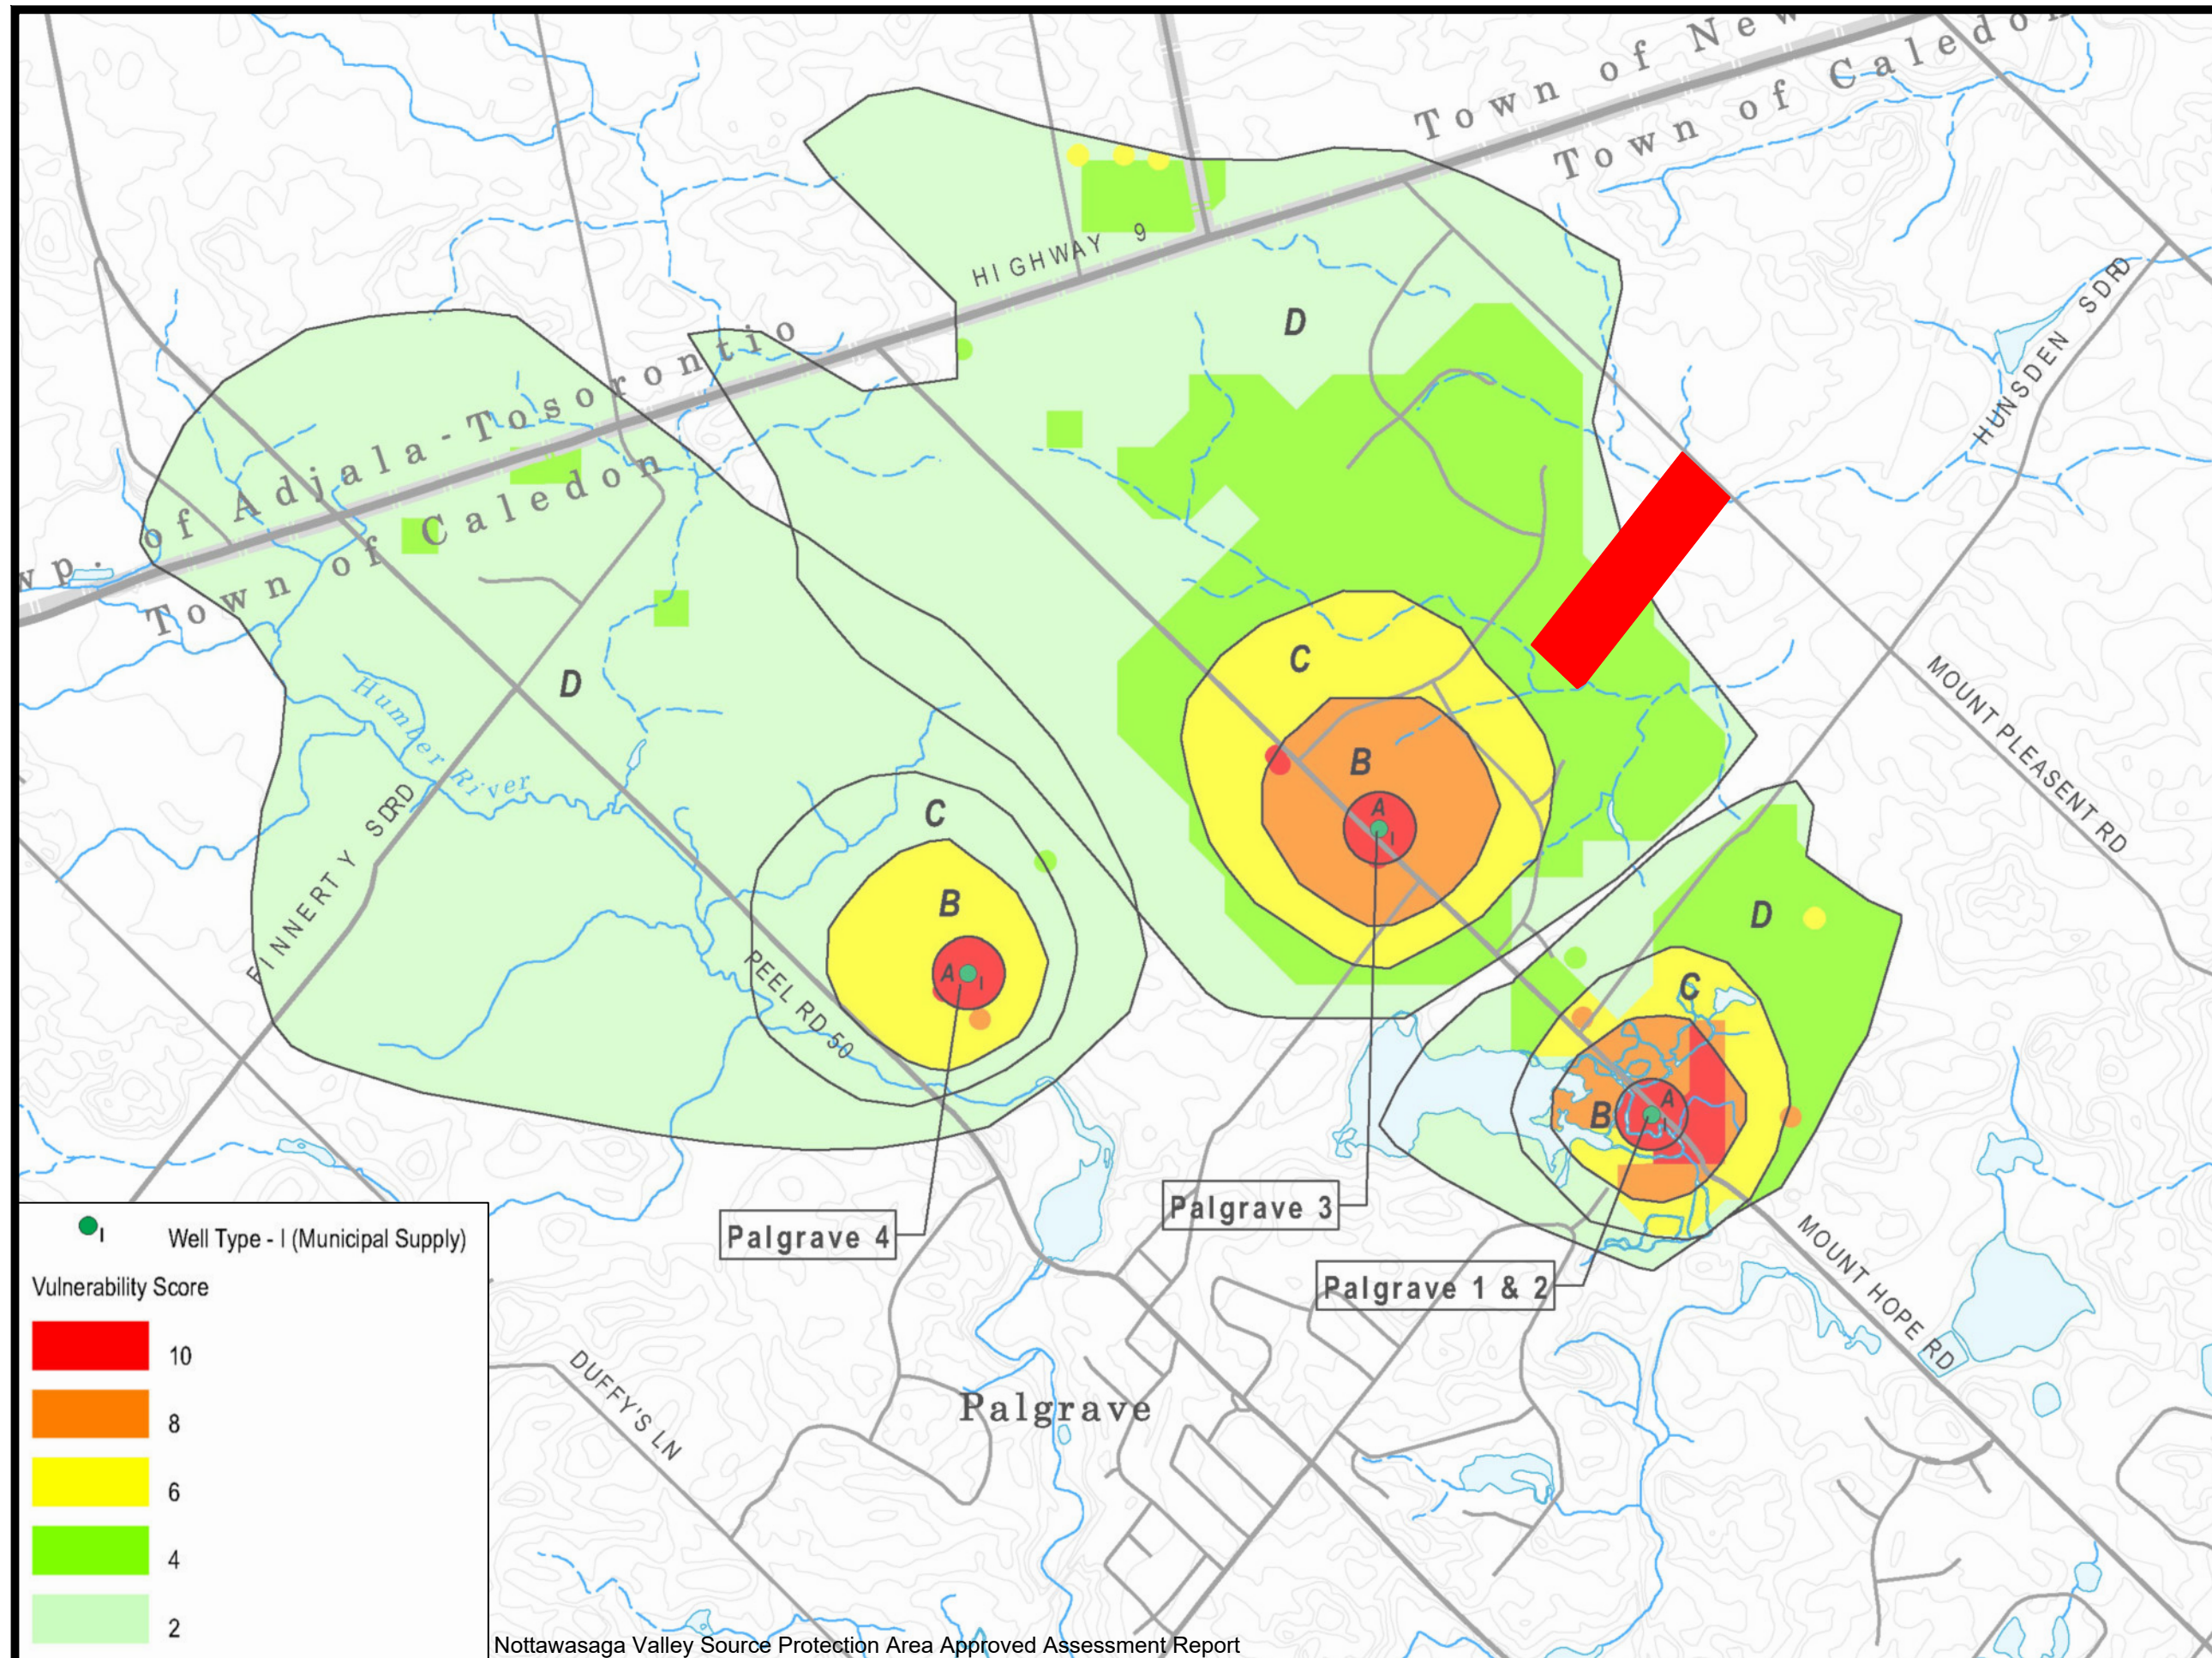 Town of New
Town of Caledon
HIGHWAY 9
D
HUNSDEN SDRD
wp. of Adjala-Tosorontio
Town of Caledon
C
D
MOUNT PLEASENT RD
Humber River
B
FINNERTY SDRD
A
I
C
B
D
PEEL RD 50
A I
C
A
B
I
Palgrave 3
Palgrave 4
Palgrave 1 & 2
MOUNT HOPE RD
DUFFY'S LN
Palgrave
I Well Type - I (Municipal Supply)
Vulnerability Score
10
8
6
4
2
Nottawasaga Valley Source Protection Area Approved Assessment Report